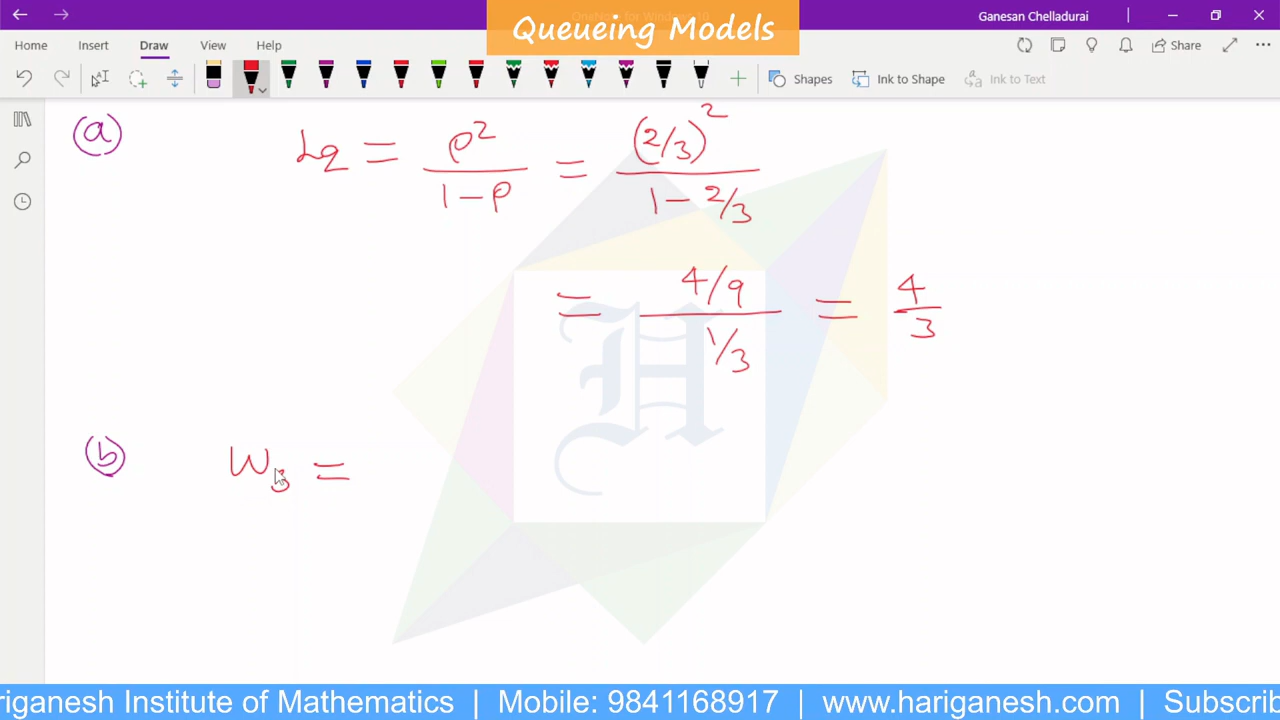 Queueing Models
Ganesan Chelladurai
Home Insert Draw View Help
Share
Shapes
Ink to Shape
Ink to Text
(a) Lq = ρ²/(1-ρ) = (2/3)²/(1 - 2/3)
= (4/9)/(1/3) = 4/3
(b) Ws =
riganesh Institute of Mathematics | Mobile: 9841168917 | www.hariganesh.com | Subscrib